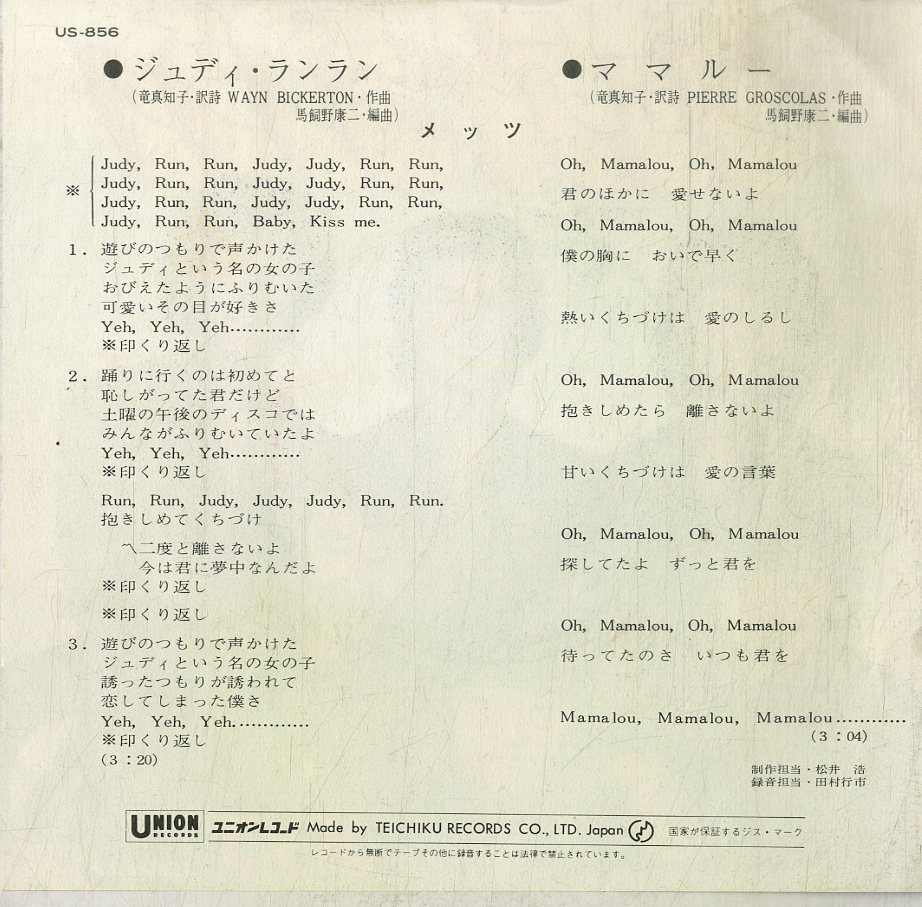 US-856
●ジュディ・ランラン
(竜真知子・訳詩 WAYN BICKERTON・作曲
馬飼野康二・編曲)
メッツ
※
Judy, Run, Run, Judy, Judy, Run, Run,
Judy, Run, Run, Judy, Judy, Run, Run,
Judy, Run, Run, Judy, Judy, Run, Run,
Judy, Run, Run, Baby, Kiss me.
1. 遊びのつもりで声かけた
ジュディという名の女の子
おびえたようにふりむいた
可愛いその目が好きさ
Yeh, Yeh, Yeh…………
※印くり返し
2. 踊りに行くのは初めてと
恥しがってた君だけど
土曜の午後のディスコでは
みんながふりむいていたよ
Yeh, Yeh, Yeh…………
※印くり返し
Run, Run, Judy, Judy, Judy, Run, Run.
抱きしめてくちづけ
〽二度と離さないよ
今は君に夢中なんだよ
※印くり返し
※印くり返し
3. 遊びのつもりで声かけた
ジュディという名の女の子
誘ったつもりが誘われて
恋してしまった僕さ
Yeh, Yeh, Yeh.…………
※印くり返し
(3:20)
●ママルー
(竜真知子・訳詩 PIERRE GROSCOLAS・作曲
馬飼野康二・編曲)
Oh, Mamalou, Oh, Mamalou
君のほかに 愛せないよ
Oh, Mamalou, Oh, Mamalou
僕の胸に おいで早く
熱いくちづけは 愛のしるし
Oh, Mamalou, Oh, Mamalou
抱きしめたら 離さないよ
甘いくちづけは 愛の言葉
Oh, Mamalou, Oh, Mamalou
探してたよ ずっと君を
Oh, Mamalou, Oh, Mamalou
待ってたのさ いつも君を
Mamalou, Mamalou, Mamalou…………
(3:04)
制作担当・松井 浩
録音担当・田村行市
UNION RECORDS ユニオンレコード Made by TEICHIKU RECORDS CO., LTD. Japan 国家が保証するジス・マーク
レコードから無断でテープその他に録音することは法律で禁止されています。